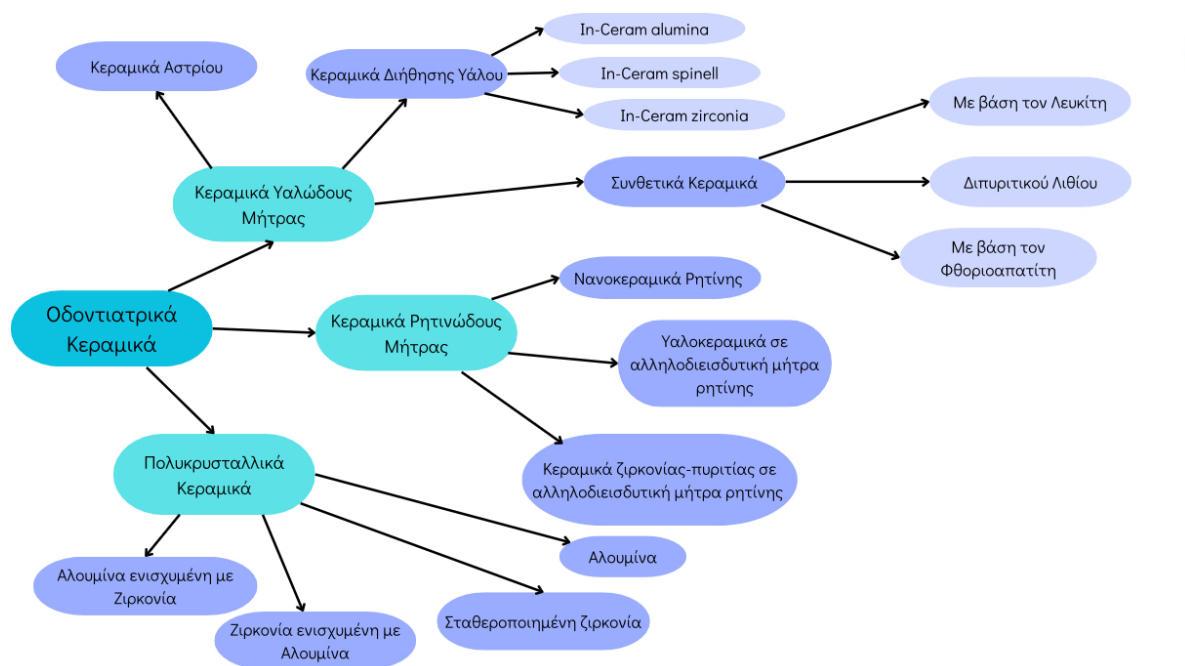 Κεραμικά Αστρίου
Κεραμικά Διήθησης Υάλου
In-Ceram alumina
In-Ceram spinell
In-Ceram zirconia
Κεραμικά Υαλώδους
Μήτρας
Συνθετικά Κεραμικά
Με βάση τον Λευκίτη
Διπυριτικού Λιθίου
Με βάση τον
Φθοριοαπατίτη
Οδοντιατρικά
Κεραμικά
Κεραμικά Ρητινώδους
Μήτρας
Νανοκεραμικά Ρητίνης
Υαλοκεραμικά σε
αλληλοδιεισδυτική μήτρα
ρητίνης
Κεραμικά ζιρκονίας-πυριτίας σε
αλληλοδιεισδυτική μήτρα ρητίνης
Πολυκρυσταλλικά
Κεραμικά
Αλουμίνα
Σταθεροποιημένη ζιρκονία
Ζιρκονία ενισχυμένη με
Αλουμίνα
Αλουμίνα ενισχυμένη με
Ζιρκονία